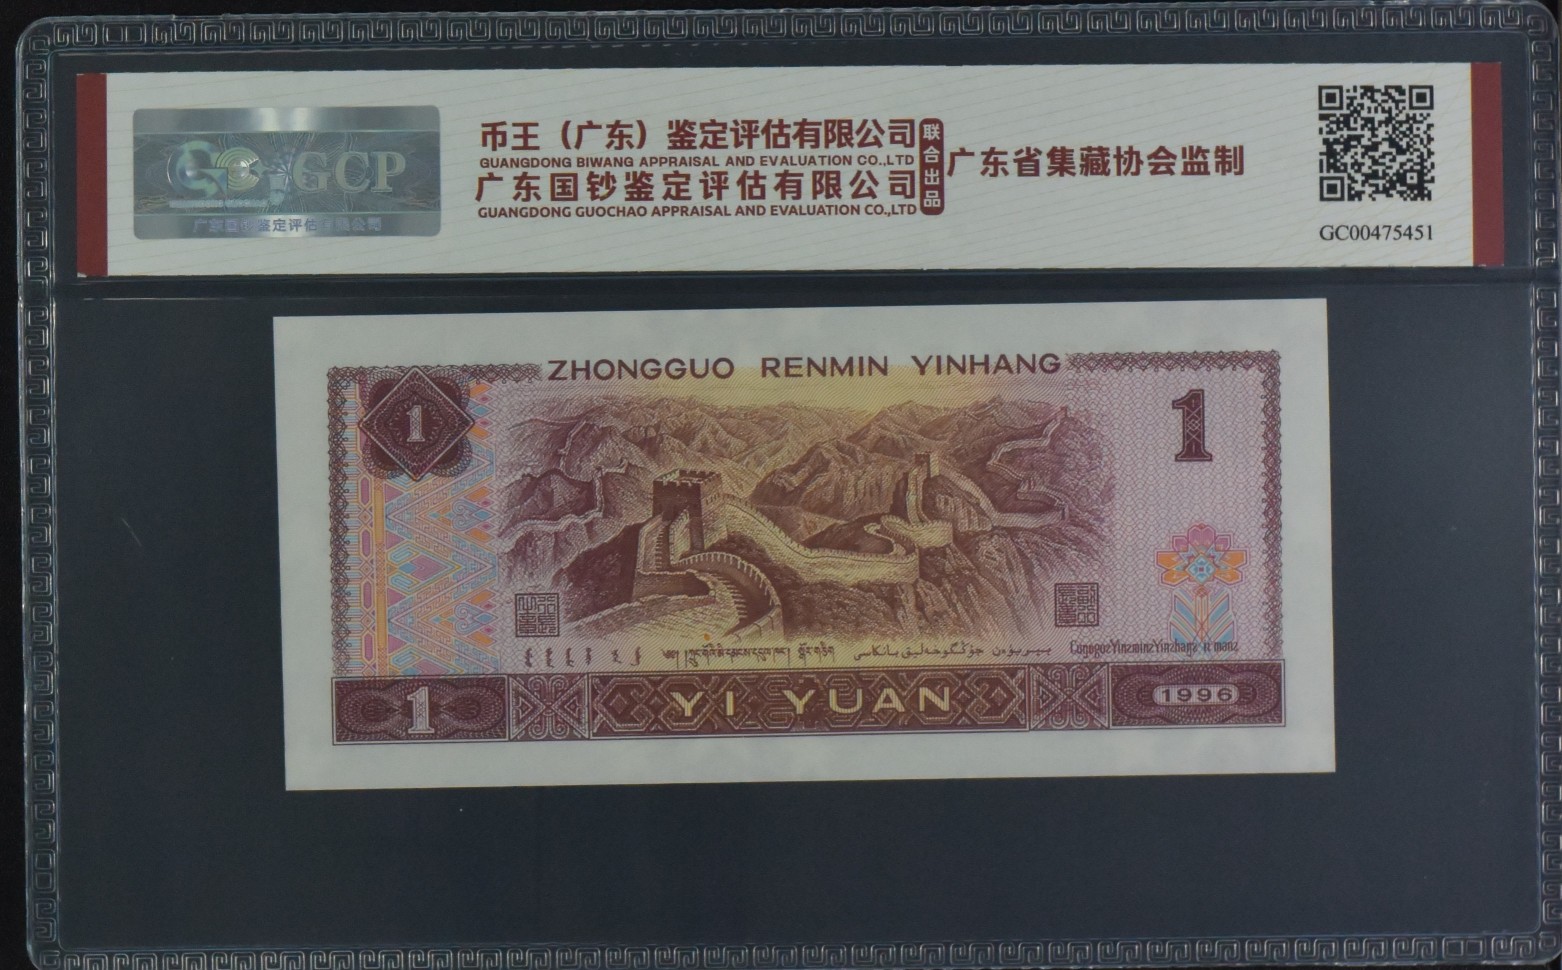 GCP
币王（广东）鉴定评估有限公司
GUANGDONG BIWANG APPRAISAL AND EVALUATION CO.,LTD
广东国钞鉴定评估有限公司
GUANGDONG GUOCHAO APPRAISAL AND EVALUATION CO.,LTD
联合出品
广东省集藏协会监制
GC00475451
ZHONGGUO RENMIN YINHANG
1
1
CungogozYinzminzYinzhangz it maenz
1
YI YUAN
1996